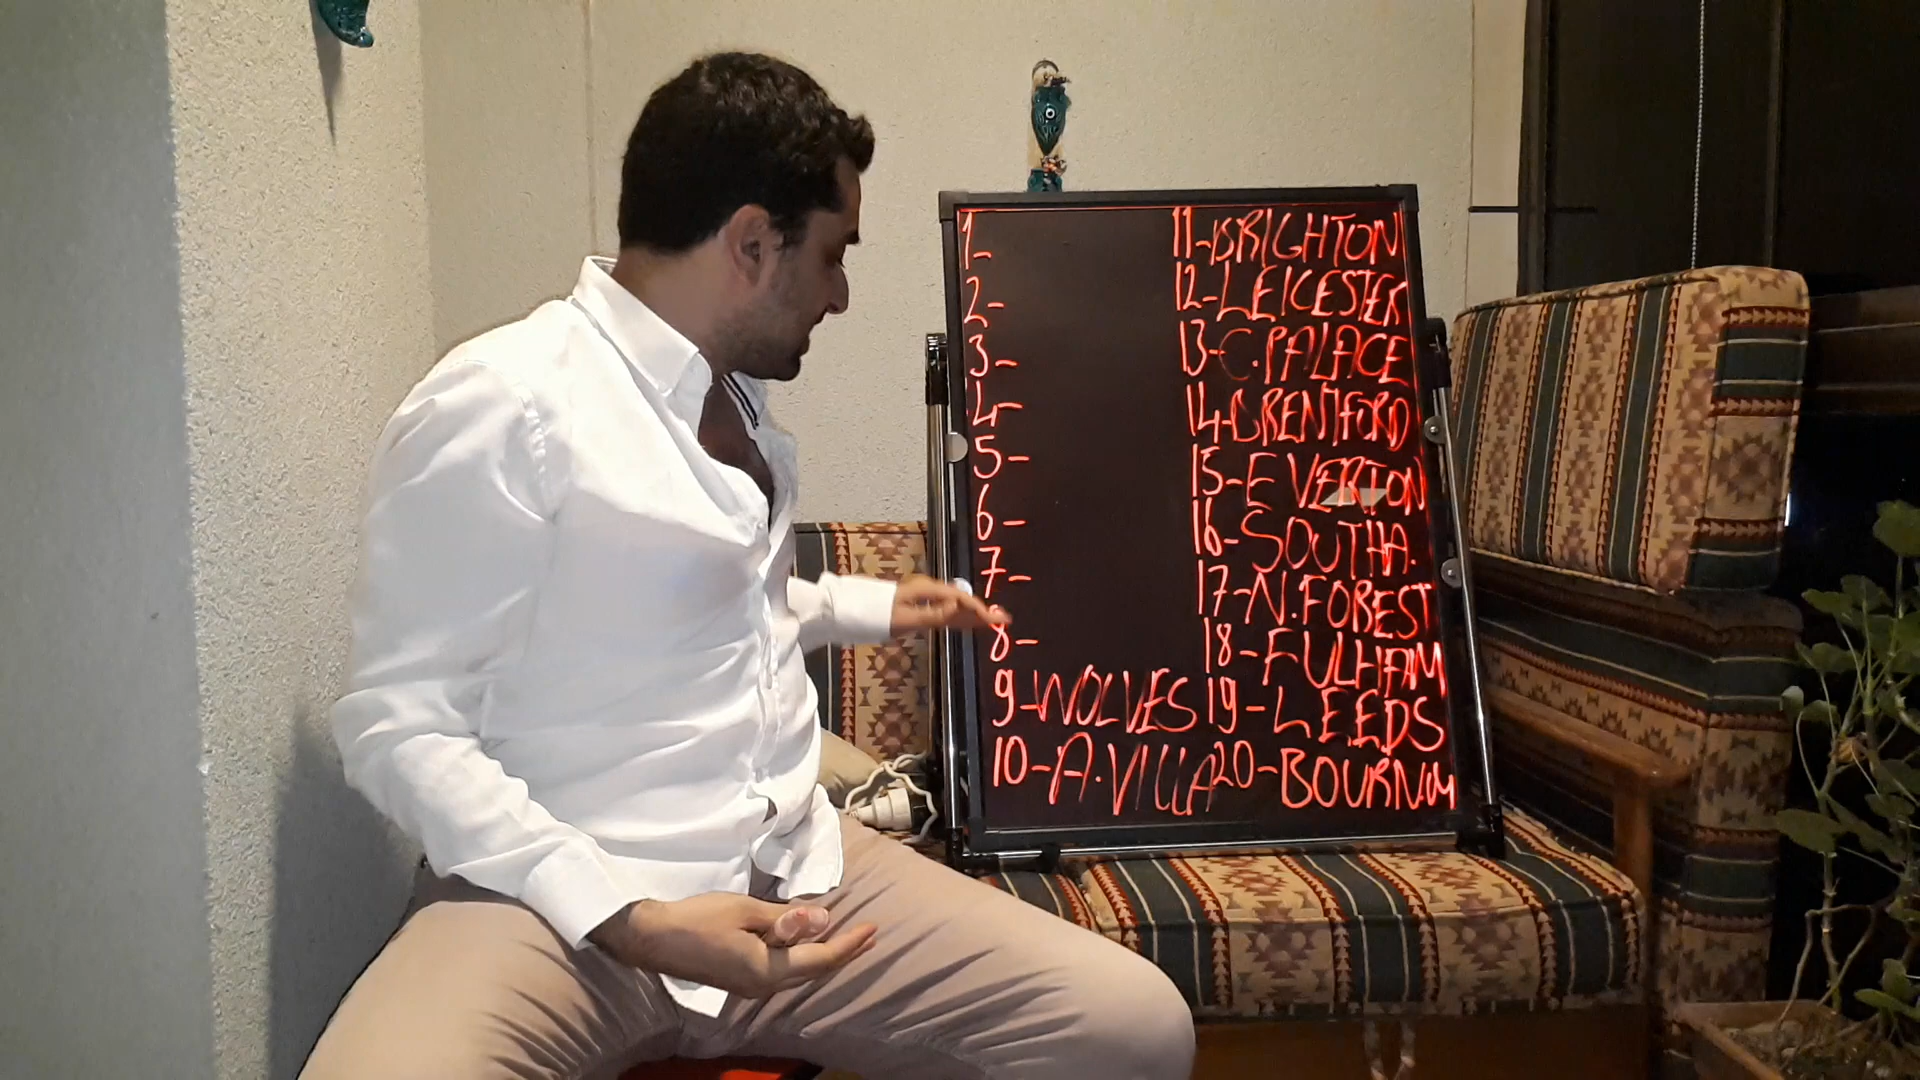 1-
2-
3-
4-
5-
6-
7-
8-
9-WOLVES
10-A.VILLA
11-BRIGHTON
12-LEICESTER
13-C.PALACE
14-BRENTFORD
15-EVERTON
16-SOUTHA.
17-N.FOREST
18-FULHAM
19-LEEDS
20-BOURN.M